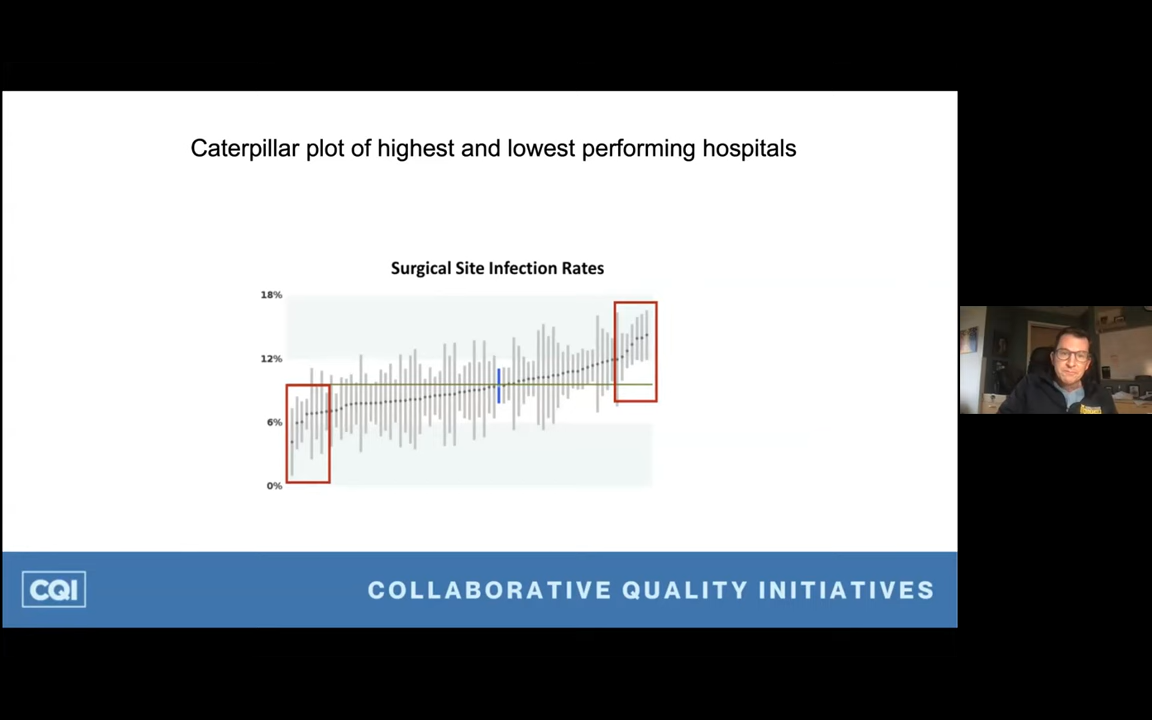 Caterpillar plot of highest and lowest performing hospitals
Surgical Site Infection Rates
18%
12%
6%
0%
CQI
COLLABORATIVE QUALITY INITIATIVES